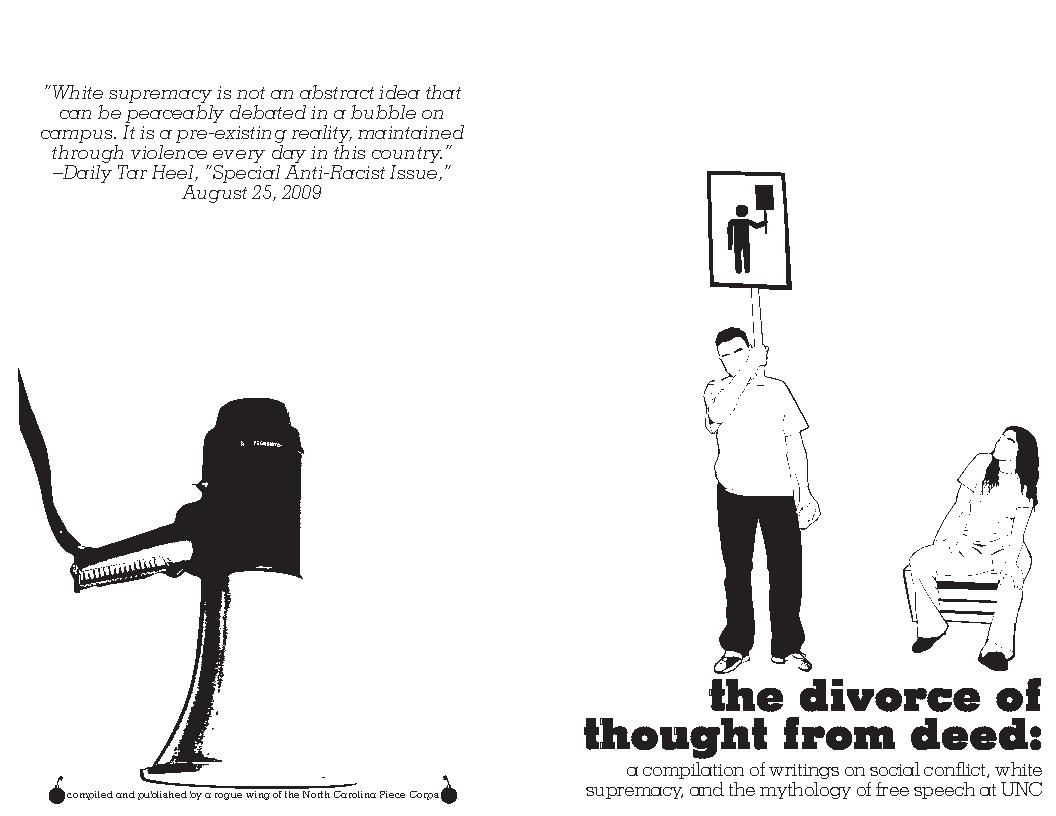 "White supremacy is not an abstract idea that
can be peaceably debated in a bubble on
campus. It is a pre-existing reality, maintained
through violence every day in this country."
–Daily Tar Heel, "Special Anti-Racist Issue,"
August 25, 2009
compiled and published by a rogue wing of the North Carolina Piece Corps
the divorce of
thought from deed:
a compilation of writings on social conflict, white
supremacy, and the mythology of free speech at UNC